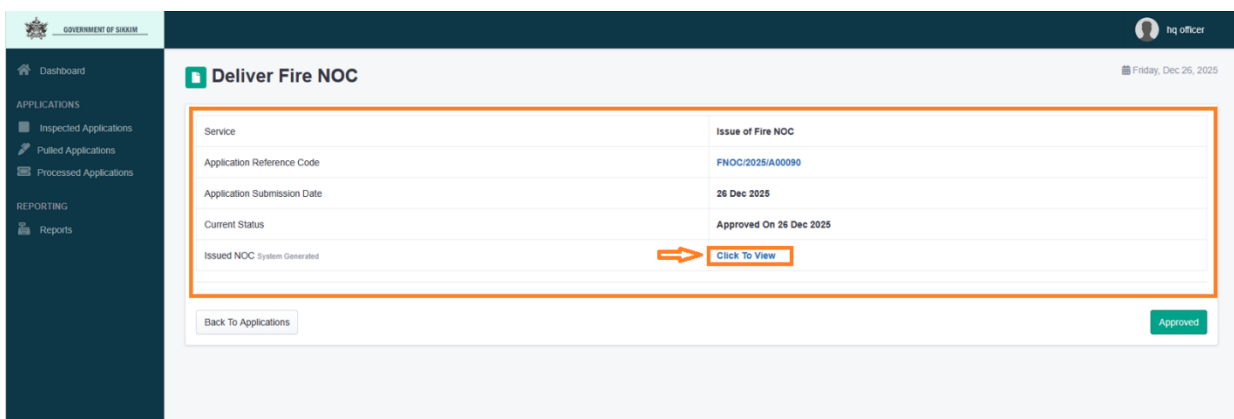 GOVERNMENT OF SIKKIM
hq officer
Dashboard
APPLICATIONS
Inspected Applications
Pulled Applications
Processed Applications
REPORTING
Reports
Deliver Fire NOC
Friday, Dec 26, 2025
Service Issue of Fire NOC
Application Reference Code FNOC/2025/A00090
Application Submission Date 26 Dec 2025
Current Status Approved On 26 Dec 2025
Issued NOC System Generated Click To View
Back To Applications Approved